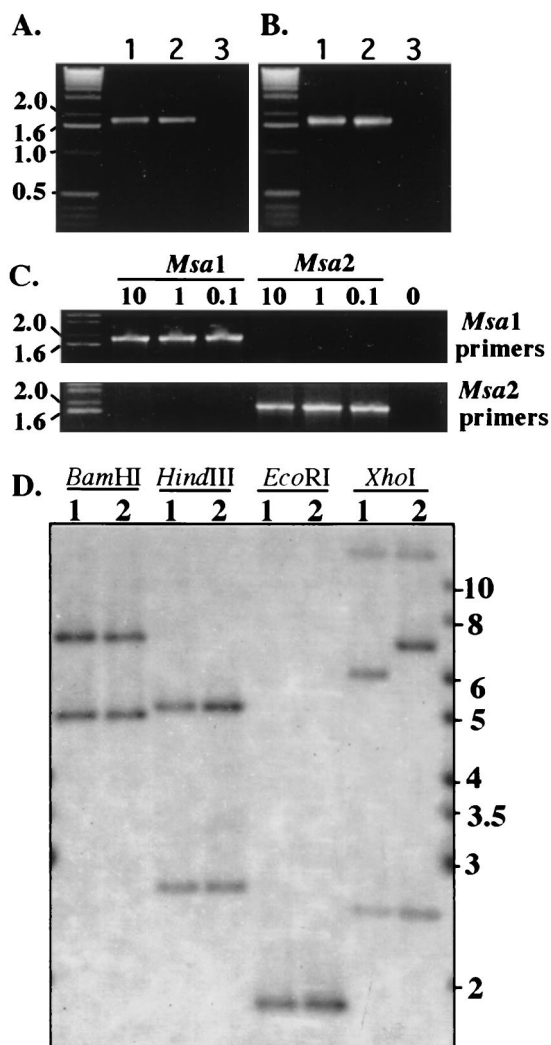 A.
1 2 3
2.0
1.6
1.0
0.5
B.
1 2 3
C.
Msa1 Msa2
10 1 0.1 10 1 0.1 0
2.0
1.6
Msa1
primers
2.0
1.6
Msa2
primers
D.
BamHI HindIII EcoRI XhoI
1 2 1 2 1 2 1 2
10
8
6
5
4
3.5
3
2